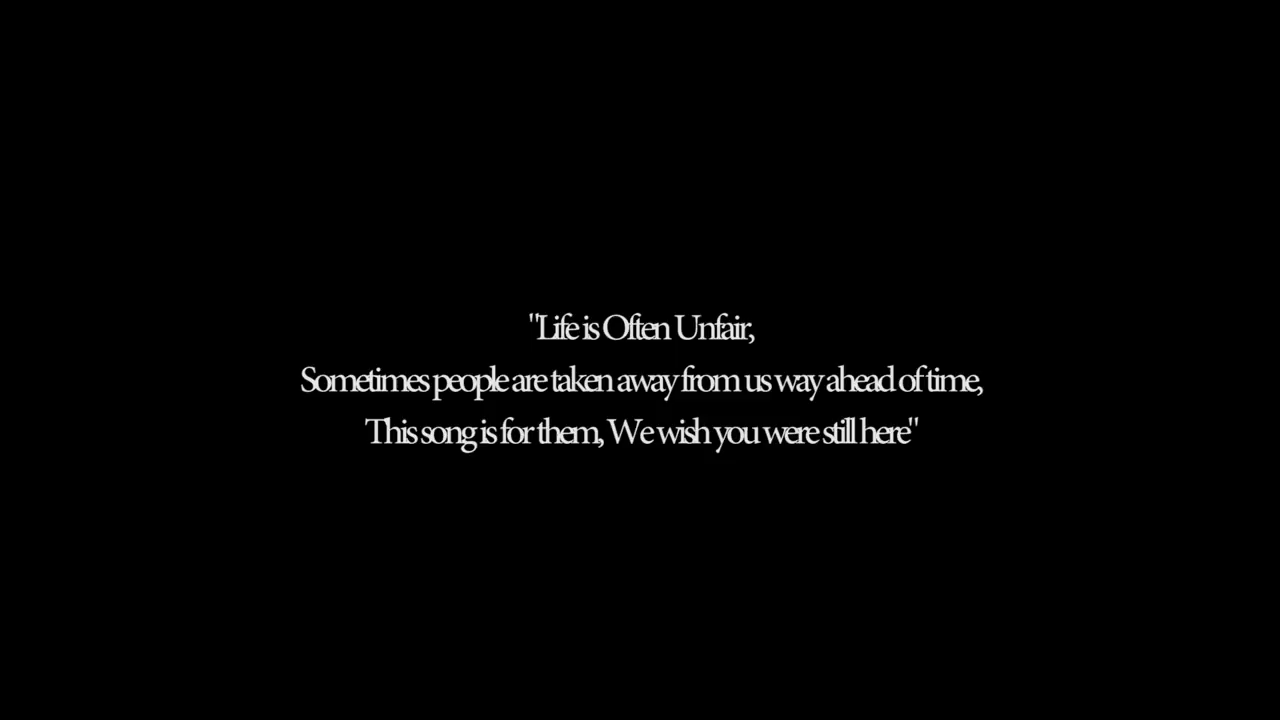 "Life is Often Unfair,
Sometimes people are taken away from us way ahead of time,
This song is for them, We wish you were still here"